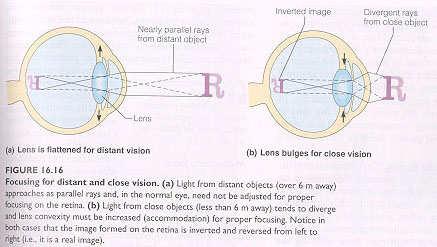 Nearly parallel rays
from distant object
Inverted image
Divergent rays
from close object
R
R
R
R
Lens
(a) Lens is flattened for distant vision
(b) Lens bulges for close vision
FIGURE 16.16
Focusing for distant and close vision. (a) Light from distant objects (over 6 m away)
approaches as parallel rays and, in the normal eye, need not be adjusted for proper
focusing on the retina. (b) Light from close objects (less than 6 m away) tends to diverge
and lens convexity must be increased (accommodation) for proper focusing. Notice in
both cases that the image formed on the retina is inverted and reversed from left to
right (i.e., it is a real image).